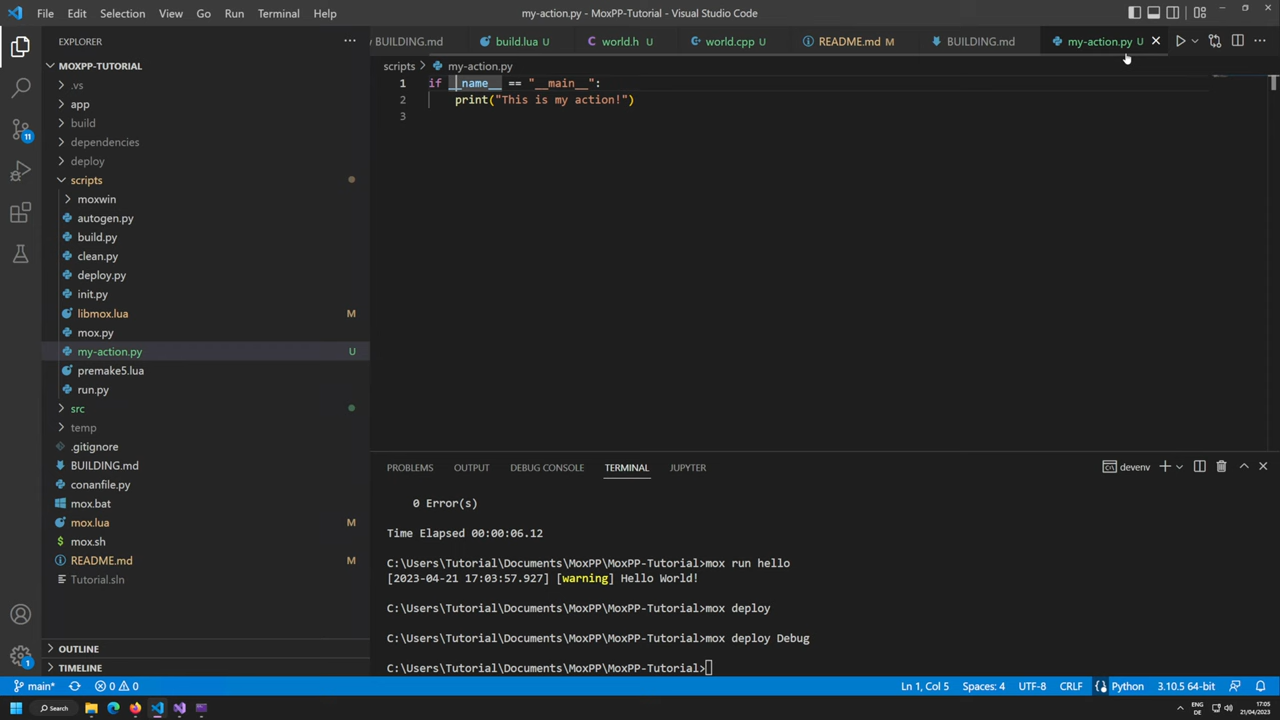 File Edit Selection View Go Run Terminal Help
my-action.py - MoxPP-Tutorial - Visual Studio Code
EXPLORER
BUILDING.md
build.lua U
world.h U
world.cpp U
README.md M
BUILDING.md
my-action.py U
MOXPP-TUTORIAL
scripts > my-action.py
.vs
app
build
dependencies
deploy
scripts
moxwin
autogen.py
build.py
clean.py
deploy.py
init.py
libmox.lua M
mox.py
my-action.py U
premake5.lua
run.py
src
temp
.gitignore
BUILDING.md
conanfile.py
mox.bat
mox.lua M
mox.sh
README.md M
Tutorial.sln
OUTLINE
TIMELINE
11
1
1 if __name__ == "__main__":
2 print("This is my action!")
3
PROBLEMS OUTPUT DEBUG CONSOLE TERMINAL JUPYTER
devenv
0 Error(s)
Time Elapsed 00:00:06.12
C:\Users\Tutorial\Documents\MoxPP\MoxPP-Tutorial>mox run hello
[2023-04-21 17:03:57.927] [warning] Hello World!
C:\Users\Tutorial\Documents\MoxPP\MoxPP-Tutorial>mox deploy
C:\Users\Tutorial\Documents\MoxPP\MoxPP-Tutorial>mox deploy Debug
C:\Users\Tutorial\Documents\MoxPP\MoxPP-Tutorial>
main* 0 0 Ln 1, Col 5 Spaces: 4 UTF-8 CRLF Python 3.10.5 64-bit
Search
ENG
DE
17:05
21/04/2023